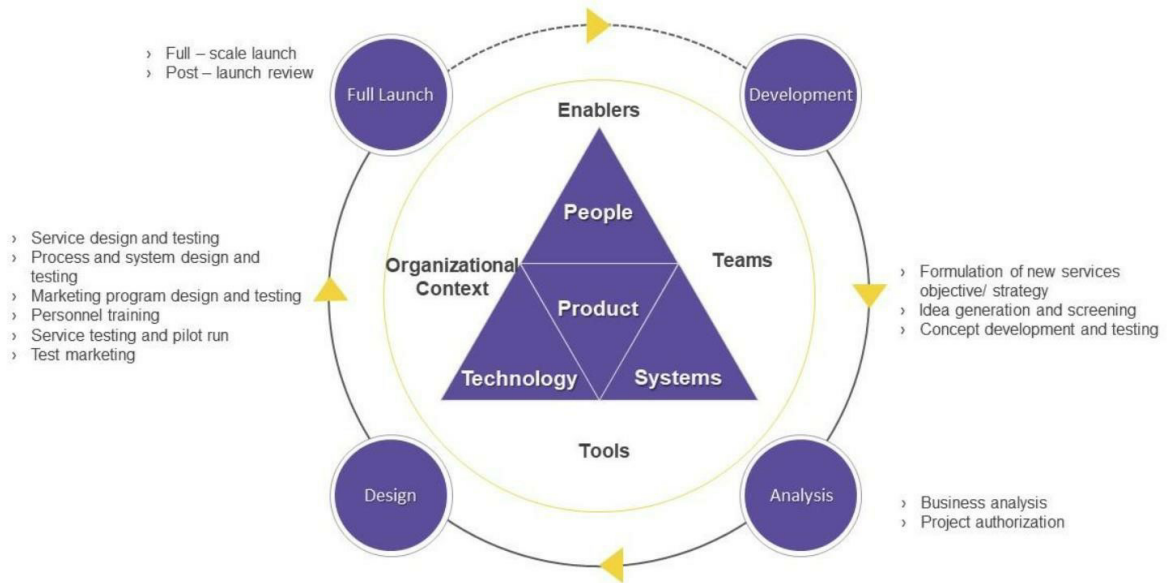 › Full – scale launch
› Post – launch review
Full Launch
Development
Enablers
People
Organizational
Context
Teams
Product
Technology
Systems
Tools
› Service design and testing
› Process and system design and
testing
› Marketing program design and testing
› Personnel training
› Service testing and pilot run
› Test marketing
› Formulation of new services
objective/ strategy
› Idea generation and screening
› Concept development and testing
Design
Analysis
› Business analysis
› Project authorization